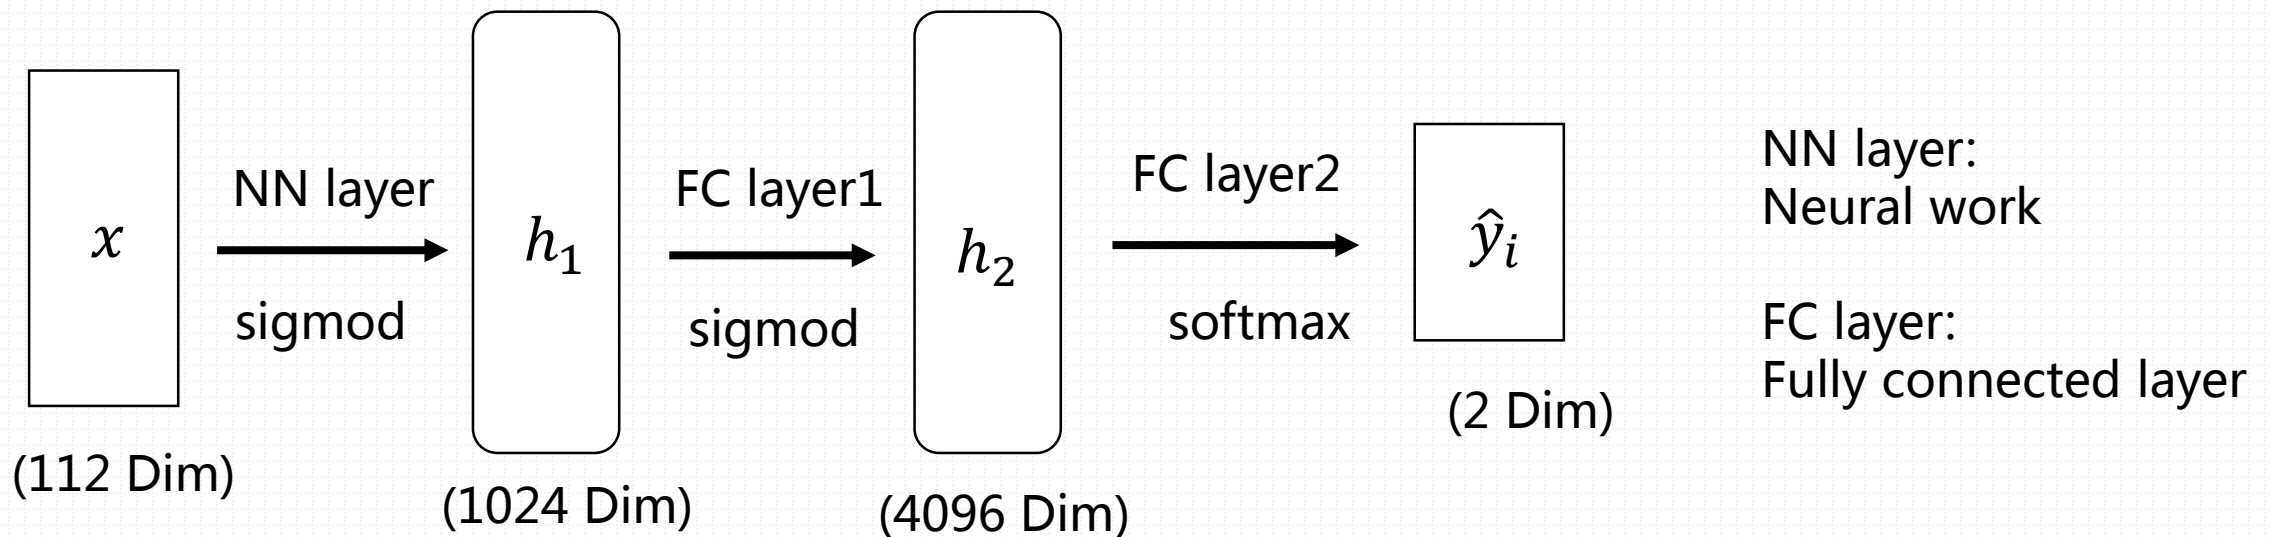 x
(112 Dim)
NN layer
sigmod
h₁
(1024 Dim)
FC layer1
sigmod
h₂
(4096 Dim)
FC layer2
softmax
ŷᵢ
(2 Dim)
NN layer:
Neural work
FC layer:
Fully connected layer